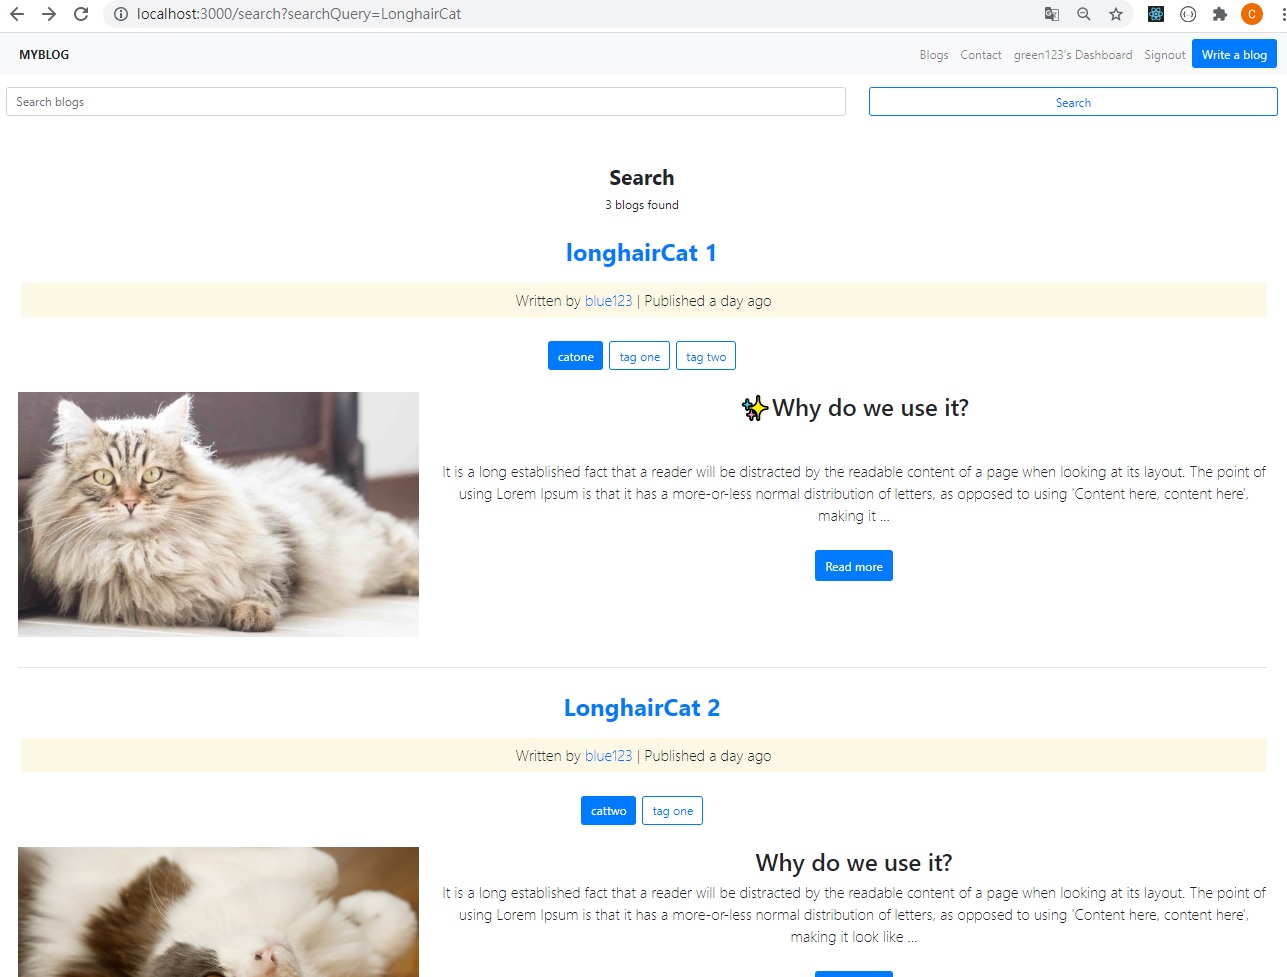 localhost:3000/search?searchQuery=LonghairCat
C
MYBLOG
Blogs
Contact
green123's Dashboard
Signout
Write a blog
Search blogs
Search
Search
3 blogs found
longhairCat 1
Written by blue123 | Published a day ago
catone
tag one
tag two
✨Why do we use it?
It is a long established fact that a reader will be distracted by the readable content of a page when looking at its layout. The point of
using Lorem Ipsum is that it has a more-or-less normal distribution of letters, as opposed to using 'Content here, content here',
making it ...
Read more
LonghairCat 2
Written by blue123 | Published a day ago
cattwo
tag one
Why do we use it?
It is a long established fact that a reader will be distracted by the readable content of a page when looking at its layout. The point of
using Lorem Ipsum is that it has a more-or-less normal distribution of letters, as opposed to using 'Content here, content here',
making it look like ...